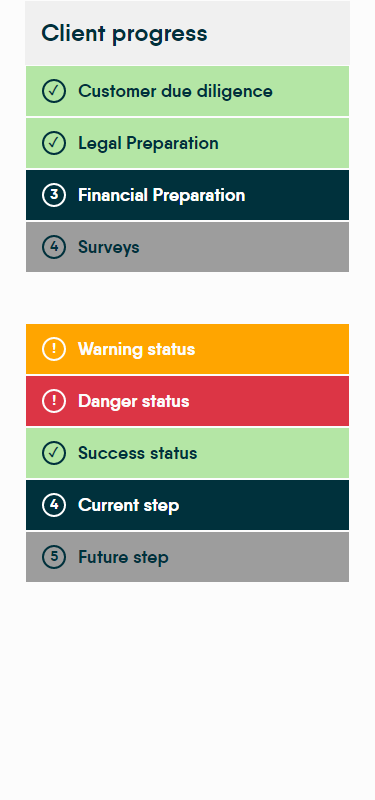 Client progress
✓ Customer due diligence
✓ Legal Preparation
3 Financial Preparation
4 Surveys
! Warning status
! Danger status
✓ Success status
4 Current step
5 Future step